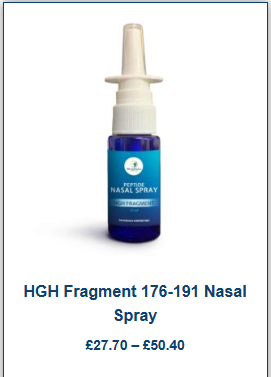 PEPTIDE
NASAL SPRAY
HGH FRAGMENT
HGH Fragment 176-191 Nasal
Spray
£27.70 – £50.40